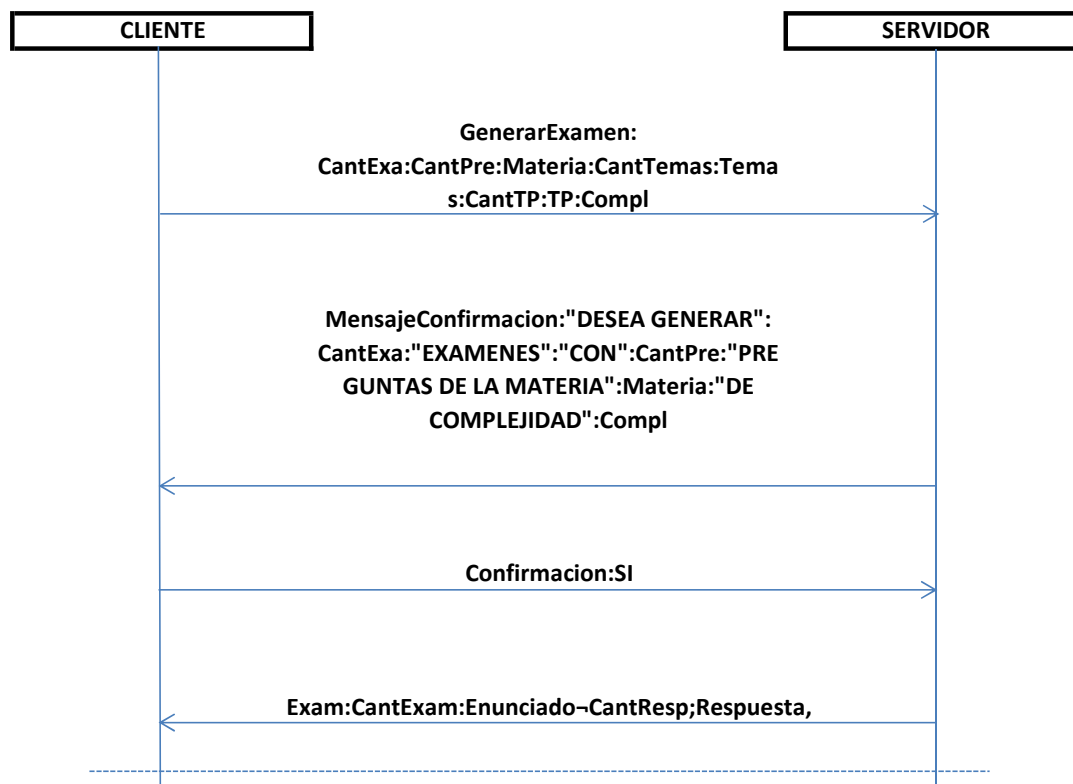 CLIENTE
SERVIDOR
GenerarExamen:
CantExa:CantPre:Materia:CantTemas:Tema
s:CantTP:TP:Compl
MensajeConfirmacion:"DESEA GENERAR":
CantExa:"EXAMENES":"CON":CantPre:"PRE
GUNTAS DE LA MATERIA":Materia:"DE
COMPLEJIDAD":Compl
Confirmacion:SI
Exam:CantExam:Enunciado¬CantResp;Respuesta,